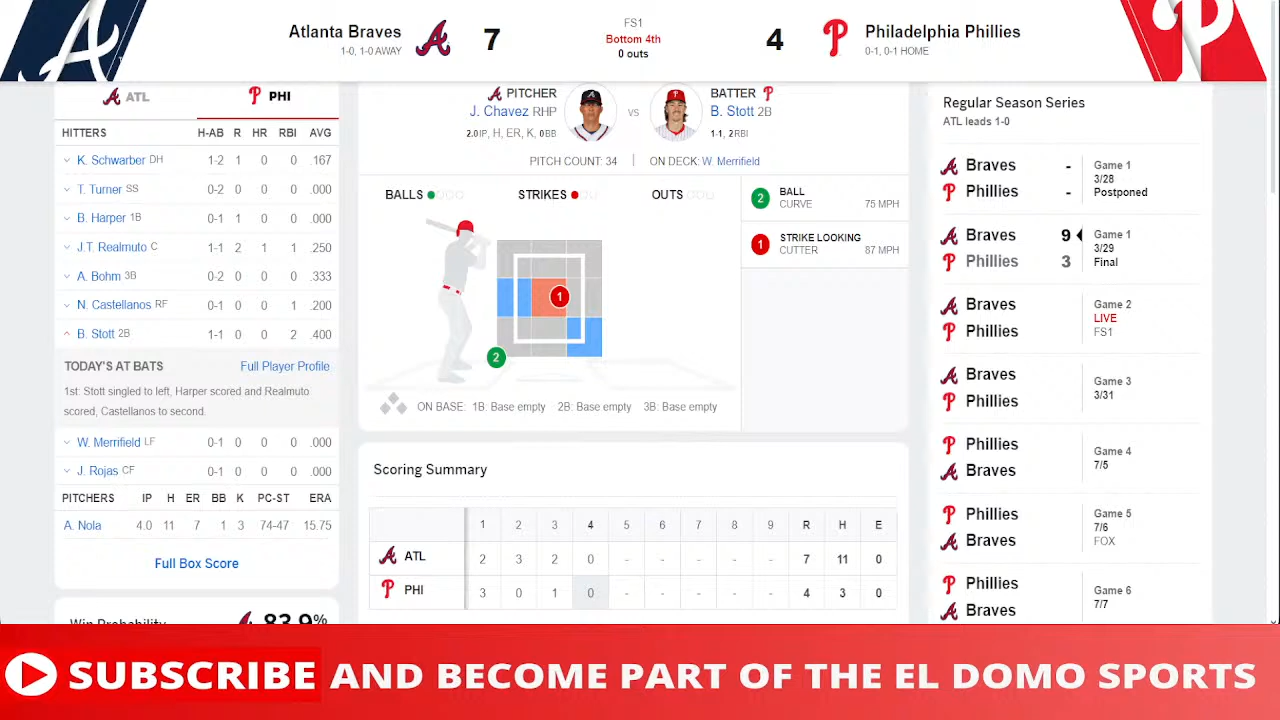 Atlanta Braves
1-0, 1-0 AWAY
7
FS1
Bottom 4th
0 outs
4
Philadelphia Phillies
0-1, 0-1 HOME
ATL
PHI
HITTERS H-AB R HR RBI AVG
K. Schwarber DH 1-2 1 0 0 .167
T. Turner SS 0-2 0 0 0 .000
B. Harper 1B 0-1 1 0 0 .000
J.T. Realmuto C 1-1 2 1 1 .250
A. Bohm 3B 0-2 0 0 0 .333
N. Castellanos RF 0-1 0 0 1 .200
B. Stott 2B 1-1 0 0 2 .400
TODAY'S AT BATS Full Player Profile
1st: Stott singled to left, Harper scored and Realmuto
scored, Castellanos to second.
W. Merrifield LF 0-1 0 0 0 .000
J. Rojas CF 0-1 0 0 0 .000
PITCHERS IP H ER BB K PC-ST ERA
A. Nola 4.0 11 7 1 3 74-47 15.75
Full Box Score
Win Probability 83.9%
PITCHER
J. Chavez RHP
2.0IP, H, ER, K, 0BB
vs
BATTER
B. Stott 2B
1-1, 2RBI
PITCH COUNT: 34
ON DECK: W. Merrifield
BALLS STRIKES OUTS
1
2
2 BALL
CURVE 75 MPH
1 STRIKE LOOKING
CUTTER 87 MPH
ON BASE: 1B: Base empty 2B: Base empty 3B: Base empty
Scoring Summary
1 2 3 4 5 6 7 8 9 R H E
ATL 2 3 2 0 - - - - - 7 11 0
PHI 3 0 1 0 - - - - - 4 3 0
Regular Season Series
ATL leads 1-0
Braves - Game 1
3/28
Phillies - Postponed
Braves 9 Game 1
3/29
Phillies 3 Final
Braves Game 2
LIVE
Phillies FS1
Braves Game 3
Phillies 3/31
Phillies Game 4
Braves 7/5
Phillies Game 5
7/6
Braves FOX
Phillies Game 6
Braves 7/7
SUBSCRIBE AND BECOME PART OF THE EL DOMO SPORTS